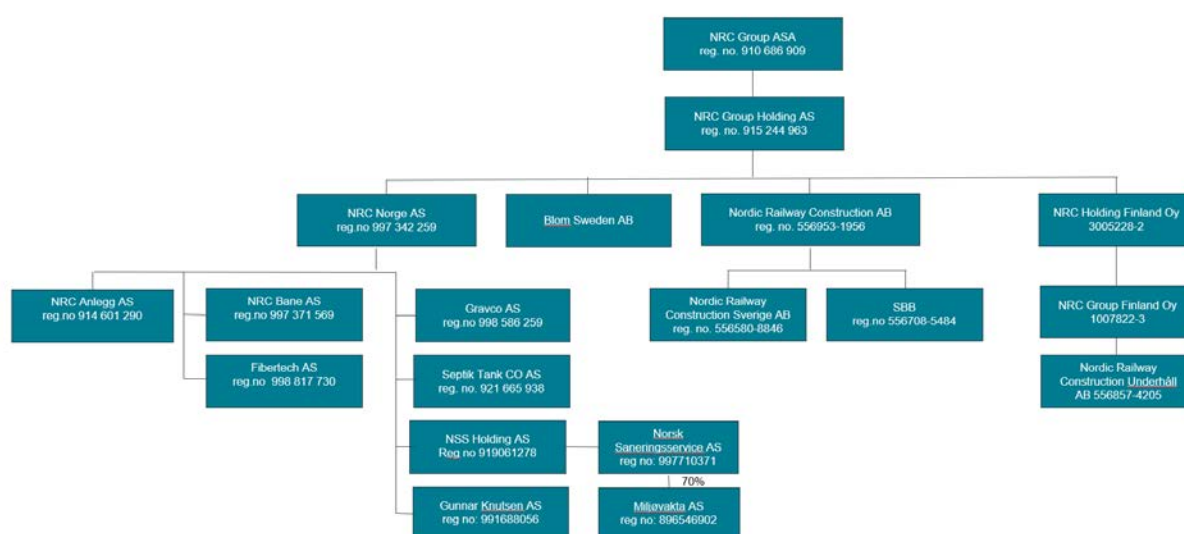 NRC Group ASA
reg. no. 910 686 909
NRC Group Holding AS
reg. no. 915 244 963
NRC Norge AS
reg.no 997 342 259
Blom Sweden AB
Nordic Railway Construction AB
reg. no. 556953-1956
NRC Holding Finland Oy
3005228-2
NRC Anlegg AS
reg.no 914 601 290
NRC Bane AS
reg.no 997 371 569
Gravco AS
reg.no 998 586 259
Nordic Railway
Construction Sverige AB
reg. no. 556580-8846
SBB
reg.no 556708-5484
NRC Group Finland Oy
1007822-3
Fibertech AS
reg.no 998 817 730
Septik Tank CO AS
reg. no. 921 665 938
Nordic Railway
Construction Underhåll
AB 556857-4205
NSS Holding AS
Reg no 919061278
Norsk
Saneringsservice AS
reg no: 997710371
70%
Gunnar Knutsen AS
reg no: 991688056
Miljøvakta AS
reg no: 896546902